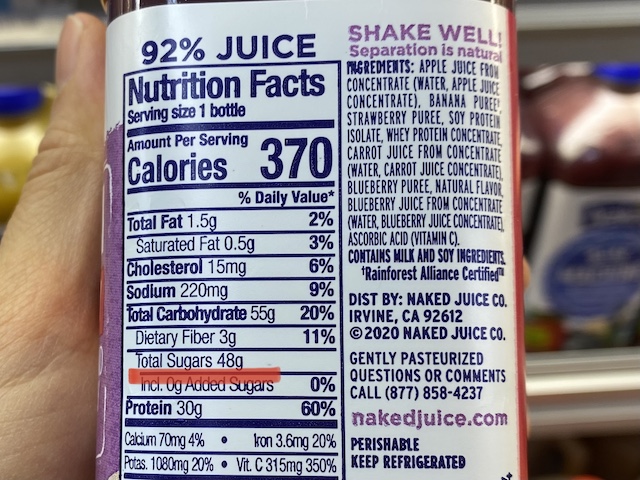 92% JUICE
Nutrition Facts
Serving size 1 bottle
Amount Per Serving
Calories 370
% Daily Value*
Total Fat 1.5g 2%
Saturated Fat 0.5g 3%
Cholesterol 15mg 6%
Sodium 220mg 9%
Total Carbohydrate 55g 20%
Dietary Fiber 3g 11%
Total Sugars 48g
Incl. 0g Added Sugars 0%
Protein 30g 60%
Calcium 70mg 4% • Iron 3.6mg 20%
Potas. 1080mg 20% • Vit. C 315mg 350%
SHAKE WELL!
Separation is natural
INGREDIENTS: APPLE JUICE FROM
CONCENTRATE (WATER, APPLE JUICE
CONCENTRATE), BANANA PUREE†,
STRAWBERRY PUREE, SOY PROTEIN
ISOLATE, WHEY PROTEIN CONCENTRATE,
CARROT JUICE FROM CONCENTRATE
(WATER, CARROT JUICE CONCENTRATE),
BLUEBERRY PUREE, NATURAL FLAVOR,
BLUEBERRY JUICE FROM CONCENTRATE
(WATER, BLUEBERRY JUICE CONCENTRATE),
ASCORBIC ACID (VITAMIN C).
CONTAINS MILK AND SOY INGREDIENTS.
†Rainforest Alliance Certified™
DIST BY: NAKED JUICE CO.
IRVINE, CA 92612
©2020 NAKED JUICE CO.
GENTLY PASTEURIZED
QUESTIONS OR COMMENTS
CALL (877) 858-4237
nakedjuice.com
PERISHABLE
KEEP REFRIGERATED